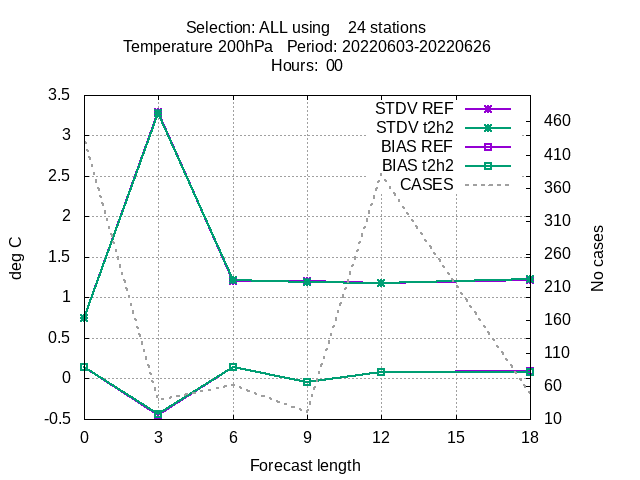 Selection: ALL using    24 stations
Temperature 200hPa   Period: 20220603-20220626
Hours:  00
STDV REF
STDV t2h2
BIAS REF
BIAS t2h2
CASES
3.5
3
2.5
2
1.5
1
0.5
0
-0.5
deg C
460
410
360
310
260
210
160
110
60
10
No cases
0 3 6 9 12 15 18
Forecast length